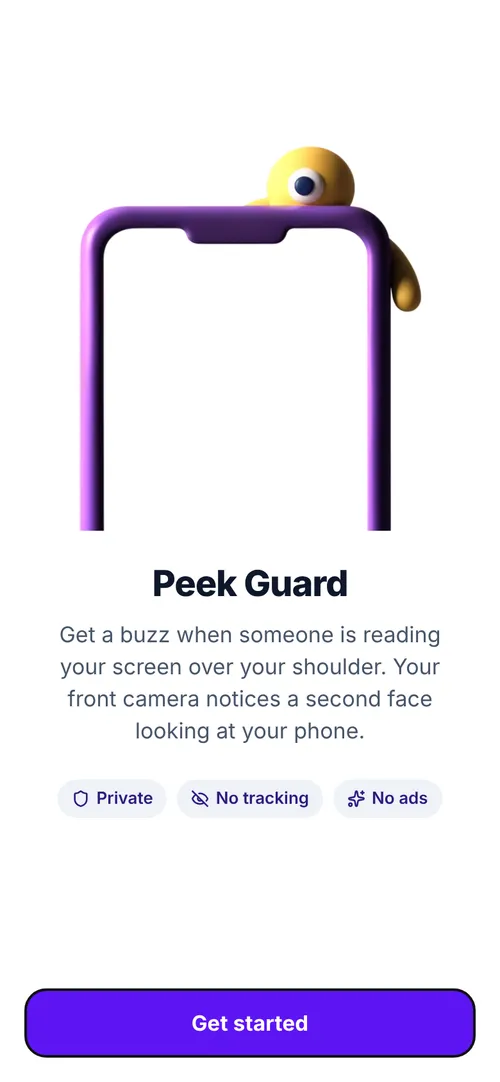 Peek Guard
Get a buzz when someone is reading
your screen over your shoulder. Your
front camera notices a second face
looking at your phone.
Private
No tracking
No ads
Get started